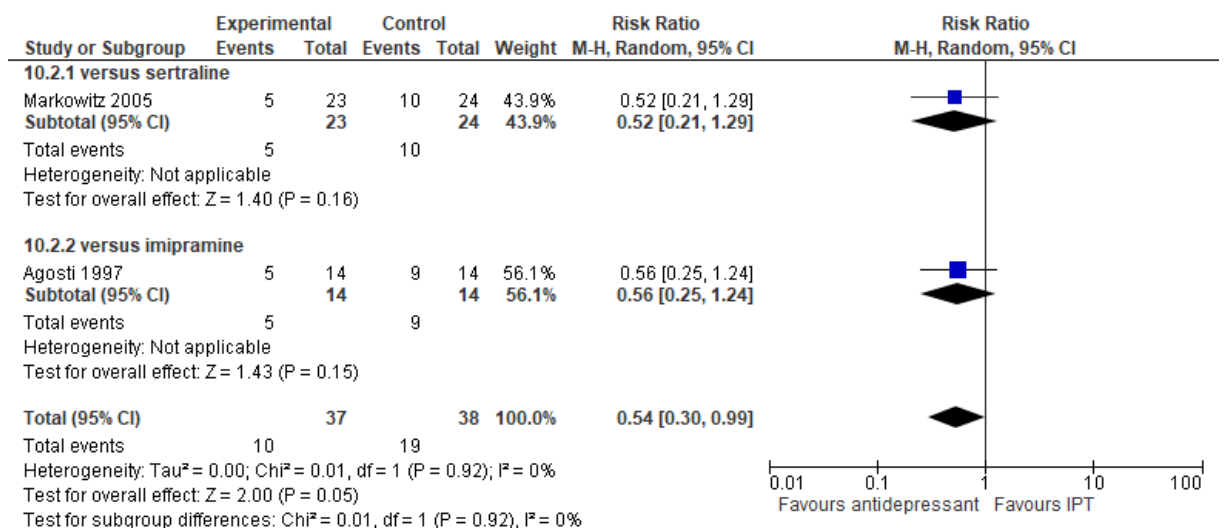 Experimental Control Risk Ratio Risk Ratio
Study or Subgroup Events Total Events Total Weight M-H, Random, 95% CI M-H, Random, 95% CI
10.2.1 versus sertraline
Markowitz 2005 5 23 10 24 43.9% 0.52 [0.21, 1.29]
Subtotal (95% CI) 23 24 43.9% 0.52 [0.21, 1.29]
Total events 5 10
Heterogeneity: Not applicable
Test for overall effect: Z = 1.40 (P = 0.16)
10.2.2 versus imipramine
Agosti 1997 5 14 9 14 56.1% 0.56 [0.25, 1.24]
Subtotal (95% CI) 14 14 56.1% 0.56 [0.25, 1.24]
Total events 5 9
Heterogeneity: Not applicable
Test for overall effect: Z = 1.43 (P = 0.15)
Total (95% CI) 37 38 100.0% 0.54 [0.30, 0.99]
Total events 10 19
Heterogeneity: Tau² = 0.00; Chi² = 0.01, df = 1 (P = 0.92); I² = 0%
Test for overall effect: Z = 2.00 (P = 0.05)
Test for subgroup differences: Chi² = 0.01, df = 1 (P = 0.92), I² = 0%
0.01 0.1 1 10 100
Favours antidepressant Favours IPT